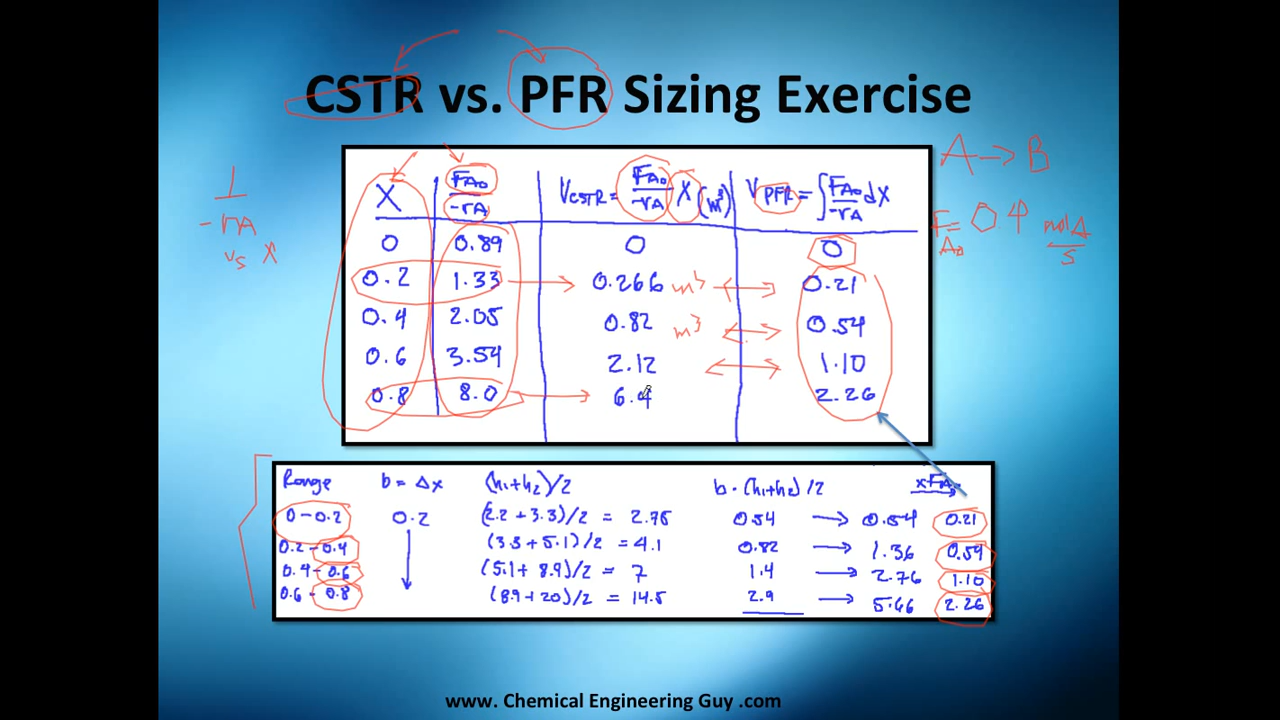 CSTR vs. PFR Sizing Exercise
A → B
F_A0 = 0.4 mol A / s
1 / -rA vs X
X | F_A0 / -rA | V_CSTR = F_A0 / -rA X (m³) | V_PFR = ∫ F_A0 / -rA dX
0 | 0.89 | 0 | 0
0.2 | 1.33 → 0.266 m³ ↔ 0.21
0.4 | 2.05 | 0.82 m³ ↔ 0.54
0.6 | 3.54 | 2.12 ↔ 1.10
0.8 | 8.0 → 6.4 | 2.26
Range b = Δx (h1+h2)/2 b·(h1+h2)/2 xFA
0-0.2 0.2 (2.2+3.3)/2 = 2.75 0.54 → 0.54 0.21
0.2-0.4 (3.3+5.1)/2 = 4.1 0.82 → 1.36 0.54
0.4-0.6 (5.1+8.9)/2 = 7 1.4 → 2.76 1.10
0.6-0.8 (8.9+20)/2 = 14.5 2.9 → 5.66 2.26
www. Chemical Engineering Guy .com